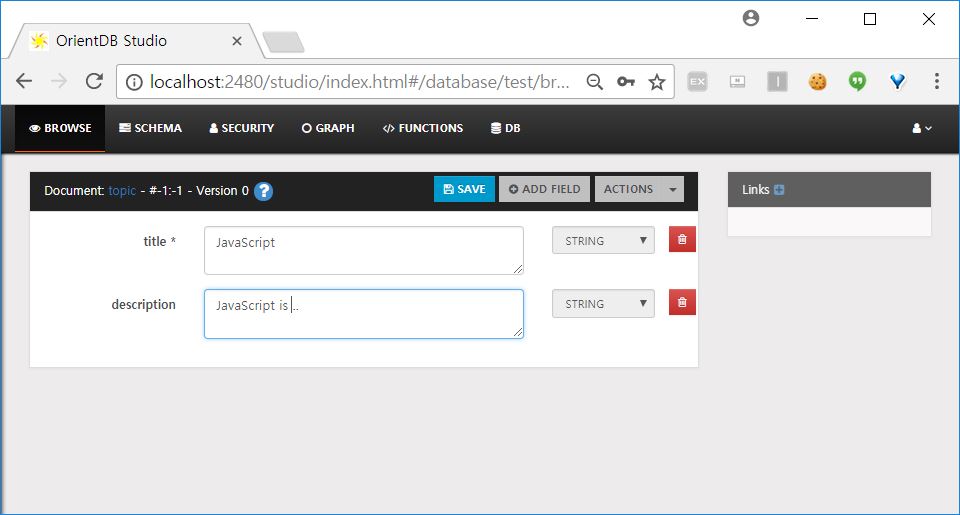 OrientDB Studio
localhost:2480/studio/index.html#/database/test/br...
EX
BROWSE SCHEMA SECURITY GRAPH FUNCTIONS DB
Document: topic - #-1:-1 - Version 0 ? SAVE ADD FIELD ACTIONS
Links
title * JavaScript STRING
description JavaScript is .. STRING